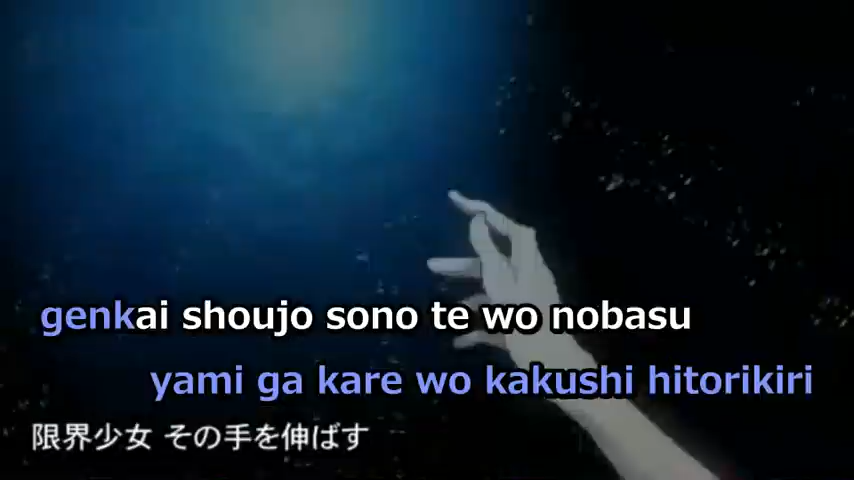 genkai shoujo sono te wo nobasu
yami ga kare wo kakushi hitorikiri
限界少女 その手を伸ばす